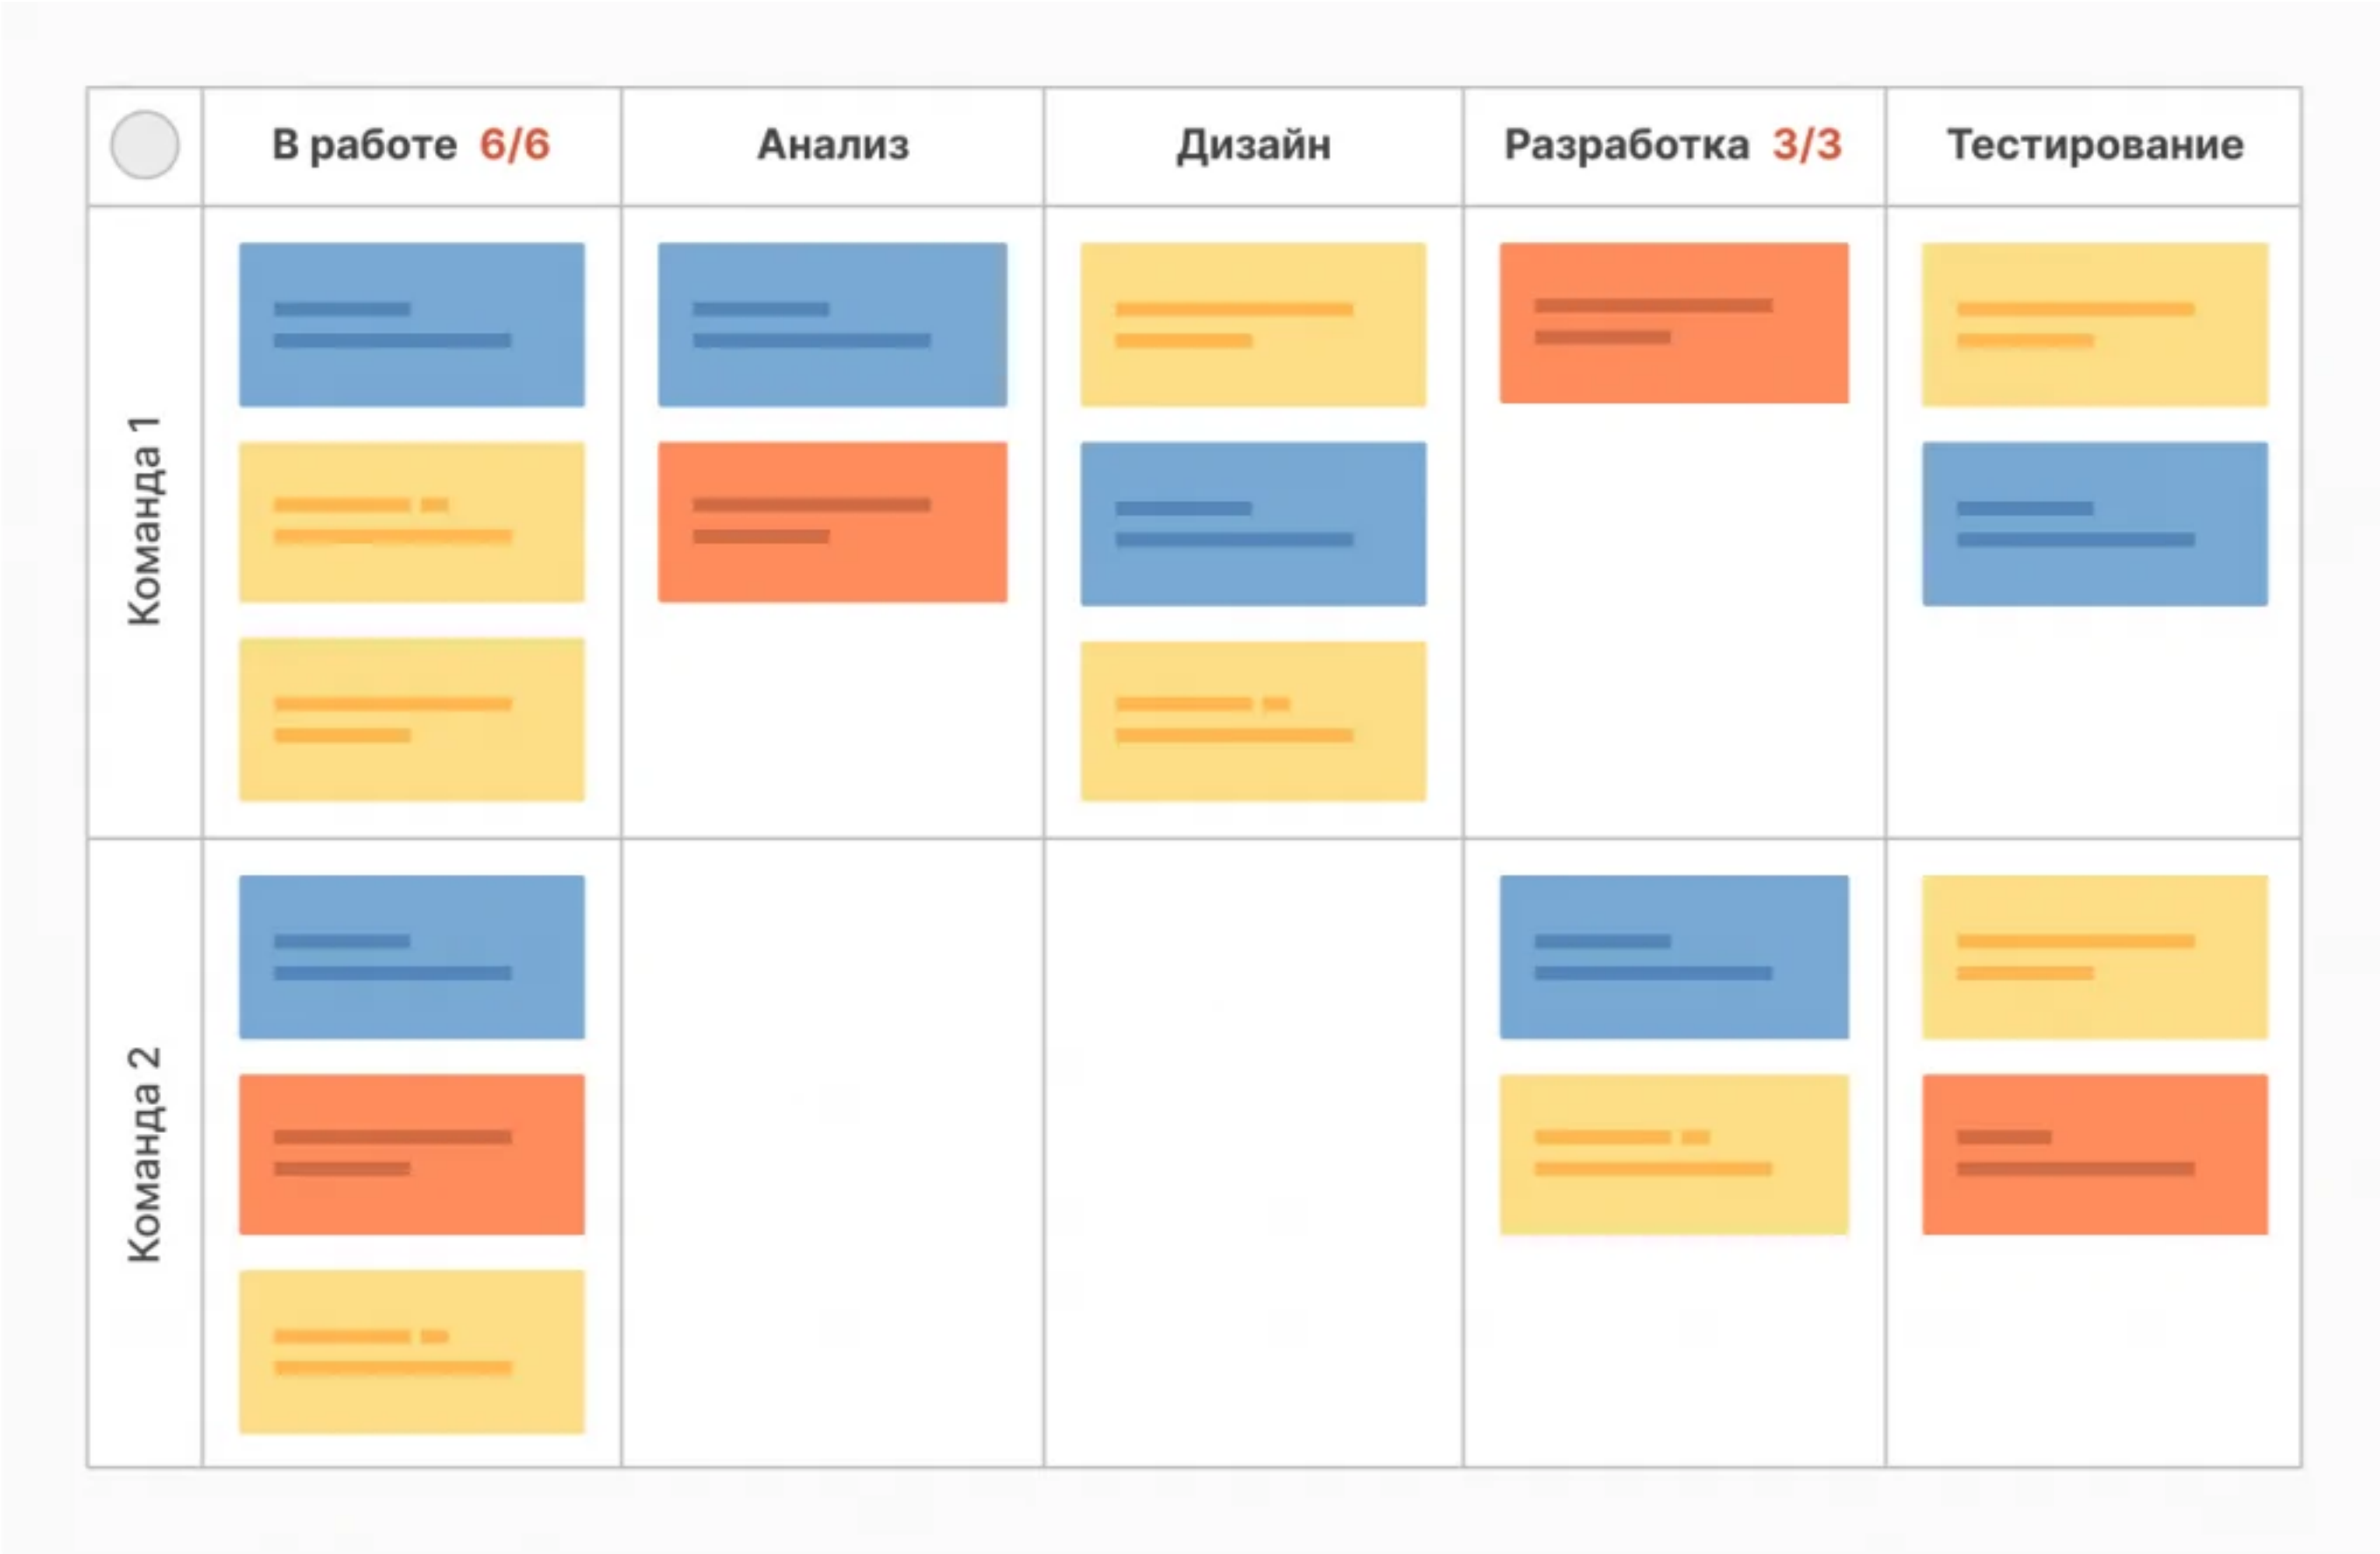 В работе 6/6
Анализ
Дизайн
Разработка 3/3
Тестирование
Команда 1
Команда 2